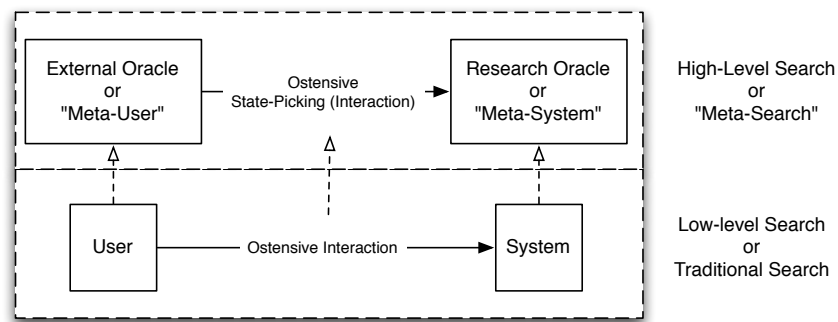 External Oracle
or
"Meta-User"
Ostensive
State-Picking (Interaction)
Research Oracle
or
"Meta-System"
High-Level Search
or
"Meta-Search"
User
Ostensive Interaction
System
Low-level Search
or
Traditional Search